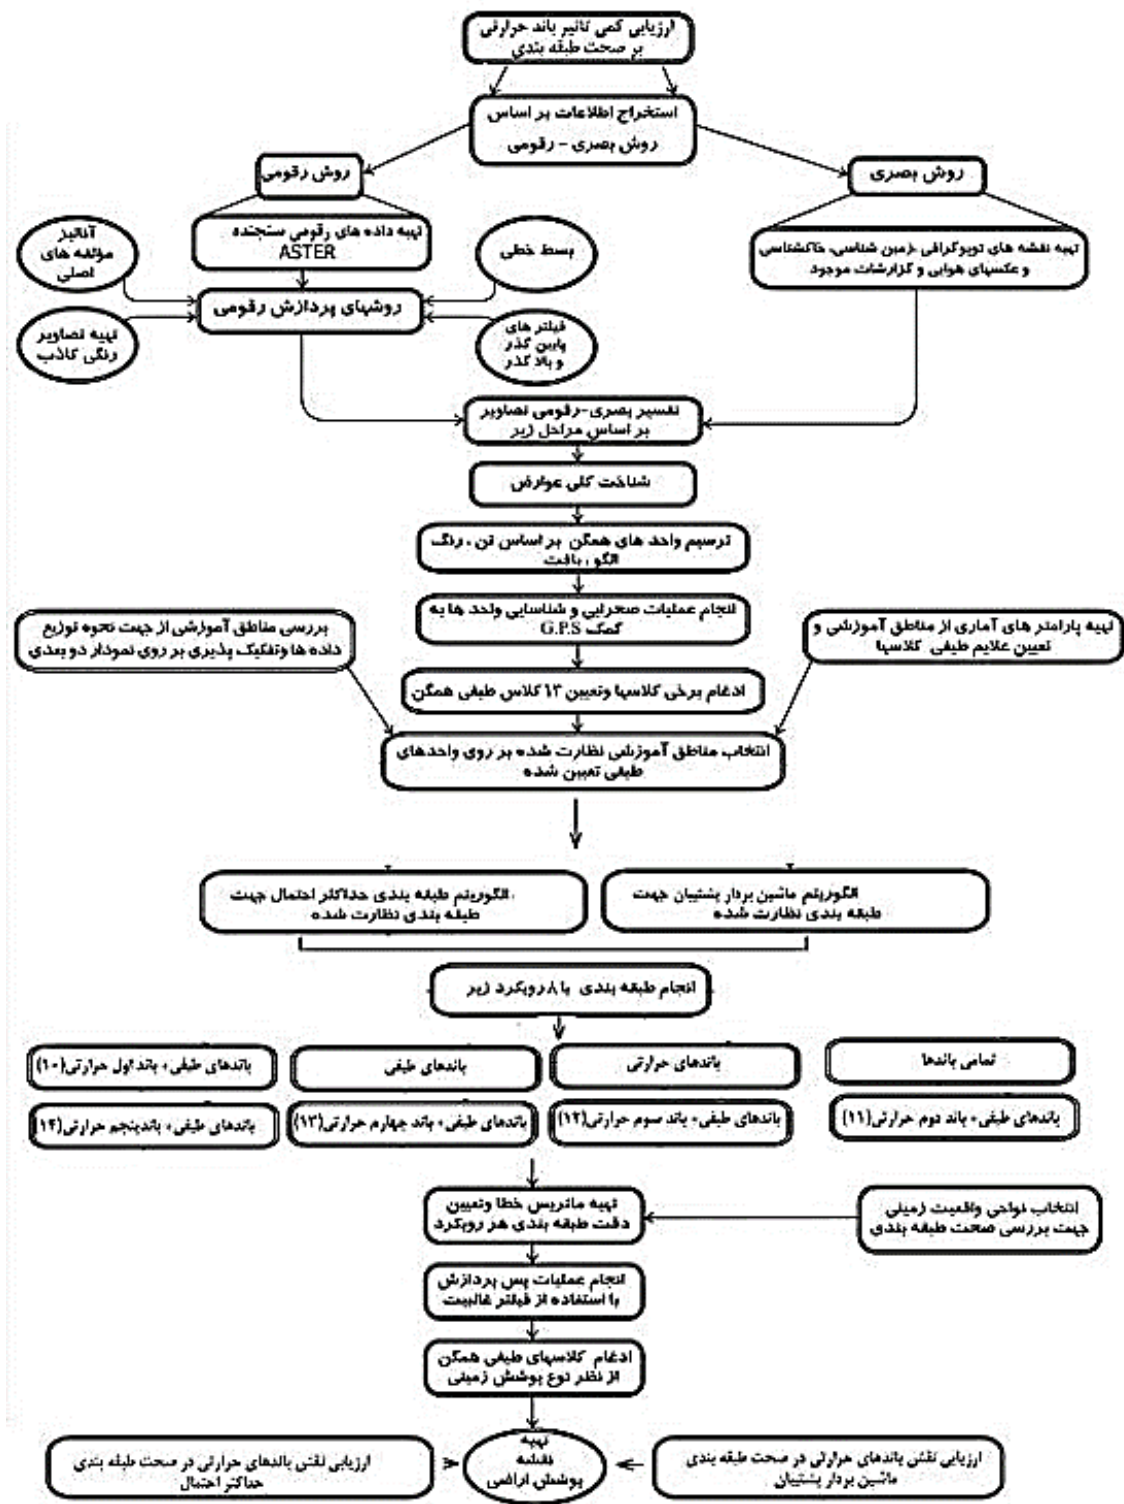 ارزیابی کمی تاثیر باند حرارتی
بر صحت طبقه بندی
استخراج اطلاعات بر اساس
روش بصری - رقومی
روش رقومی
روش بصری
تهیه داده های رقومی سنجنده
ASTER
تهیه نقشه های توپوگرافی ،زمین شناسی، خاکشناسی
و عکسهای هوایی و گزارشات موجود
آنالیز
مؤلفه های
اصلی
بسط خطی
روشهای پردازش رقومی
تهیه تصاویر
رنگی کاذب
فیلتر های
پایین گذر
و بالا گذر
تفسیر بصری-رقومی تصاویر
بر اساس مراحل زیر
شناخت کلی عوارض
ترسیم واحد های همگن بر اساس تن ، رنگ
الگو ، بافت
انجام عملیات صحرایی و شناسایی واحد ها به
کمک G.P.S
بررسی مناطق آموزشی از جهت نحوه توزیع
داده ها وتفکیک پذیری بر روی نمودار دو بعدی
تهیه پارامتر های آماری از مناطق آموزشی و
تعیین علایم طیفی کلاسها
ادغام برخی کلاسها وتعیین ۱۳ کلاس طیفی همگن
انتخاب مناطق آموزشی نظارت شده بر روی واحدهای
طیفی تعیین شده
الگوریتم ماشین بردار پشتیبان جهت
طبقه بندی نظارت شده
الگوریتم طبقه بندی حداکثر احتمال جهت
طبقه بندی نظارت شده
انجام طبقه بندی با ۸ رویکرد زیر
تمامی باندها
باندهای حرارتی
باندهای طیفی
باندهای طیفی+ باند اول حرارتی(۱۰)
باندهای طیفی+ باند دوم حرارتی(۱۱)
باندهای طیفی+ باند سوم حرارتی(۱۲)
باندهای طیفی+ باند چهارم حرارتی(۱۳)
باندهای طیفی+ باندپنجم حرارتی(۱۴)
تهیه ماتریس خطا وتعیین
دقت طبقه بندی هر رویکرد
انتخاب نواحی واقعیت زمینی
جهت بررسی صحت طبقه بندی
انجام عملیات پس پردازش
با استفاده از فیلتر غالبیت
ادغام کلاسهای طیفی همگن
از نظر نوع پوشش زمینی
تهیه
نقشه
پوشش اراضی
ارزیابی نقش باندهای حرارتی در صحت طبقه بندی
ماشین بردار پشتیبان
ارزیابی نقش باندهای حرارتی در صحت طبقه بندی
حداکثر احتمال